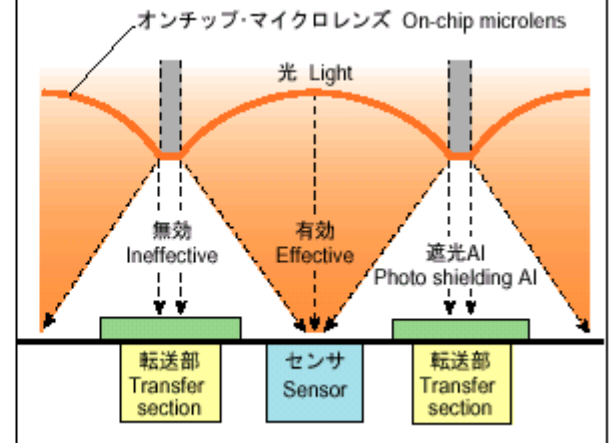 オンチップ･マイクロレンズ On-chip microlens
光 Light
無効
Ineffective
有効
Effective
遮光Al
Photo shielding Al
転送部
Transfer
section
センサ
Sensor
転送部
Transfer
section